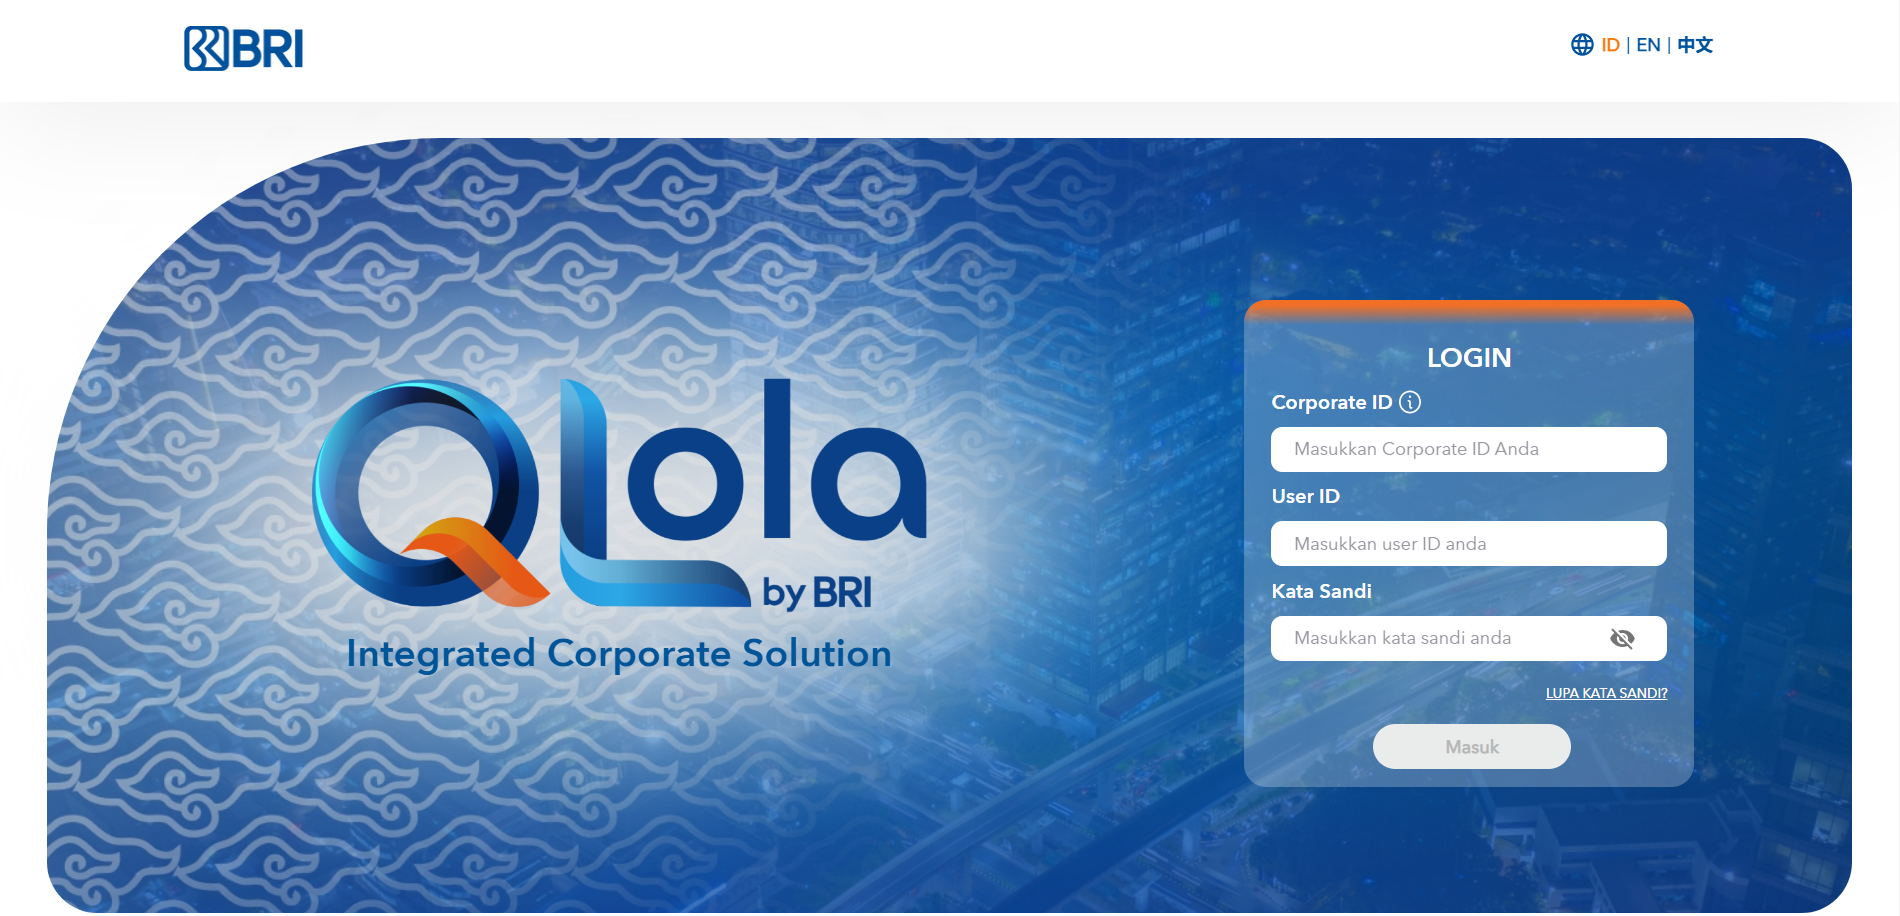 BRI
ID | EN | 中文
QLola
by BRI
Integrated Corporate Solution
LOGIN
Corporate ID
Masukkan Corporate ID Anda
User ID
Masukkan user ID anda
Kata Sandi
Masukkan kata sandi anda
LUPA KATA SANDI?
Masuk